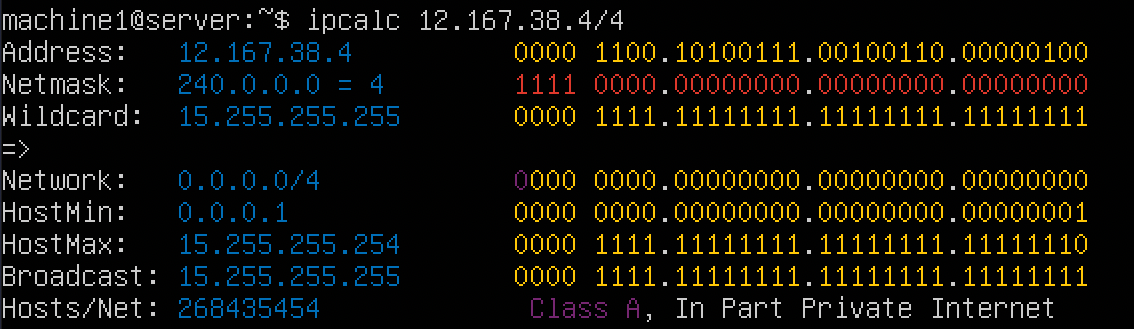 machine1@server:~$ ipcalc 12.167.38.4/4
Address:   12.167.38.4          0000 1100.10100111.00100110.00000100
Netmask:   240.0.0.0 = 4        1111 0000.00000000.00000000.00000000
Wildcard:  15.255.255.255       0000 1111.11111111.11111111.11111111
=>
Network:   0.0.0.0/4            0000 0000.00000000.00000000.00000000
HostMin:   0.0.0.1              0000 0000.00000000.00000000.00000001
HostMax:   15.255.255.254       0000 1111.11111111.11111111.11111110
Broadcast: 15.255.255.255       0000 1111.11111111.11111111.11111111
Hosts/Net: 268435454             Class A, In Part Private Internet